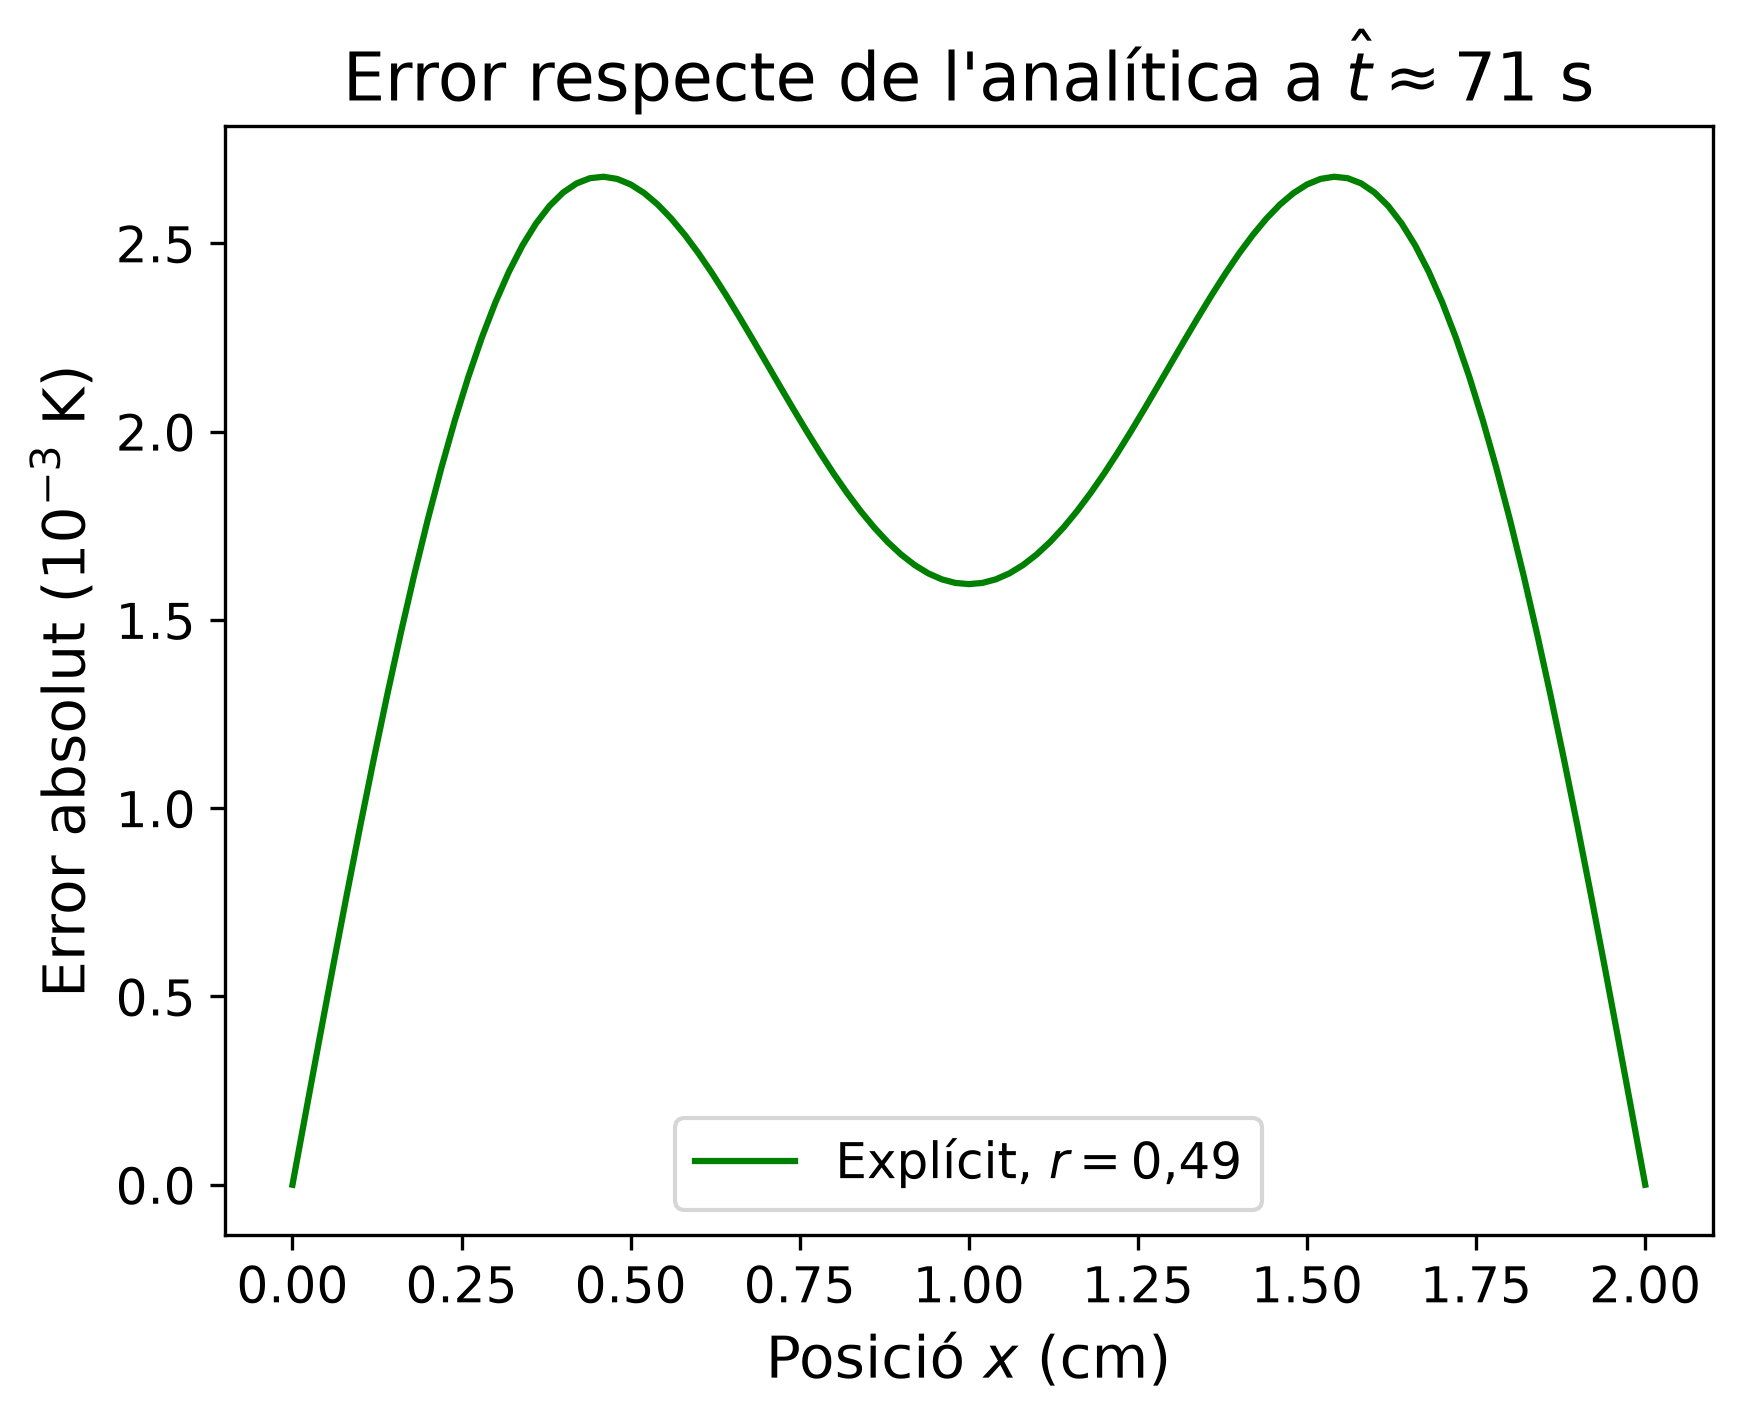 Error respecte de l'analítica a t̂ ≈ 71 s
Error absolut (10⁻³ K)
2.5
2.0
1.5
1.0
0.5
0.0
Explícit, r = 0,49
0.00 0.25 0.50 0.75 1.00 1.25 1.50 1.75 2.00
Posició x (cm)